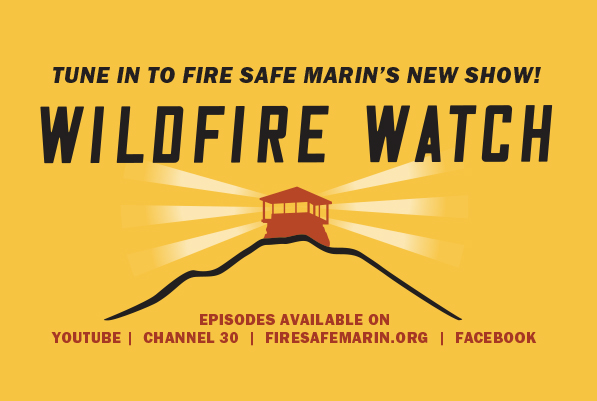 TUNE IN TO FIRE SAFE MARIN’S NEW SHOW!
WILDFIRE WATCH
EPISODES AVAILABLE ON
YOUTUBE | CHANNEL 30 | FIRESAFEMARIN.ORG | FACEBOOK